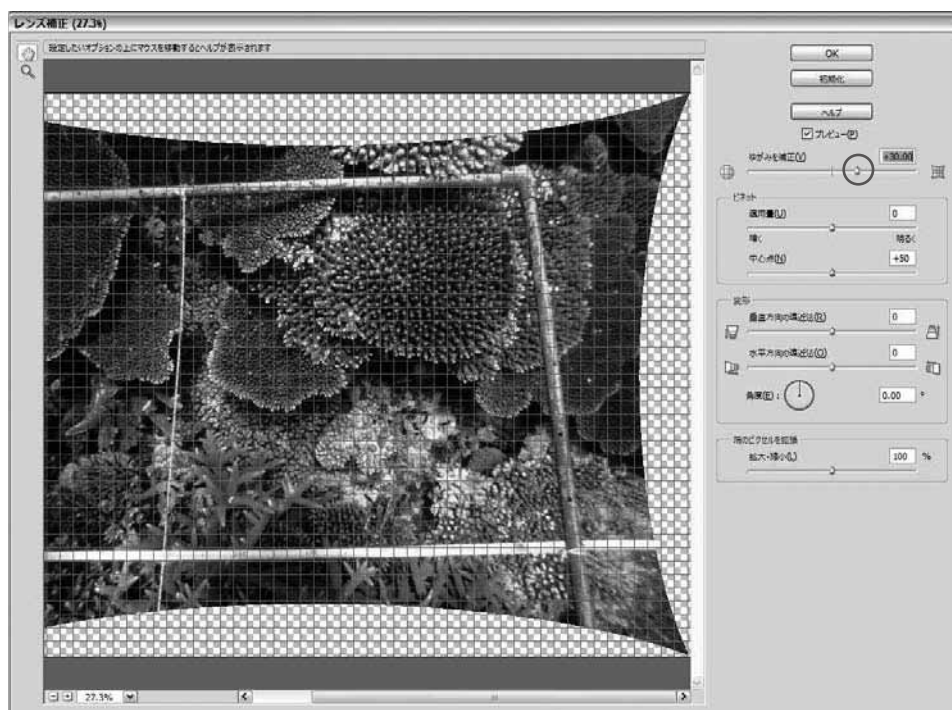 レンズ補正 (27.3%)
設定したいオプションの上にマウスを移動するとヘルプが表示されます
OK
初期化
ヘルプ
プレビュー(P)
ゆがみを補正(V) +30.00
ビネット
適用量(U) 0
暗く 明るく
中心点(N) +50
変形
垂直方向の遠近法(R) 0
水平方向の遠近法(O) 0
角度(E): 0.00 °
端のピクセルを拡張
拡大・縮小(L) 100 %
27.3%